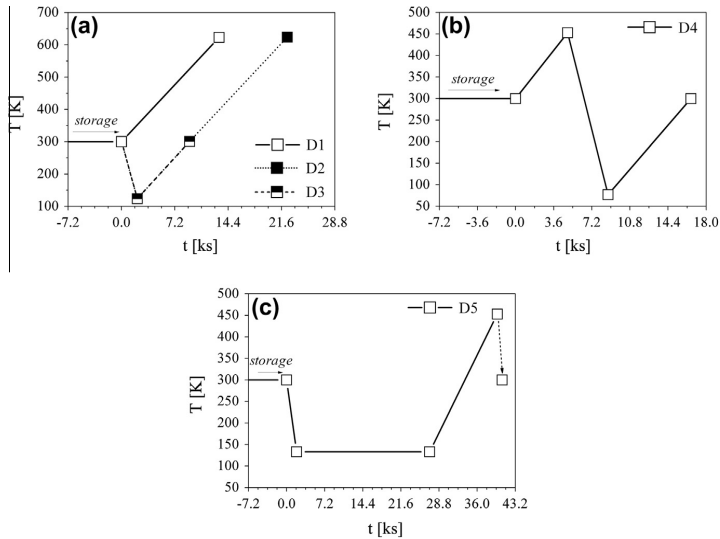 (a)
700
600
500
400
300
200
100
T [K]
storage
D1
D2
D3
-7.2 0.0 7.2 14.4 21.6 28.8
t [ks]
(b)
500
450
400
350
300
250
200
150
100
50
T [K]
storage
D4
-7.2 -3.6 0.0 3.6 7.2 10.8 14.4 18.0
t [ks]
(c)
500
450
400
350
300
250
200
150
100
50
T [K]
storage
D5
-7.2 0.0 7.2 14.4 21.6 28.8 36.0 43.2
t [ks]